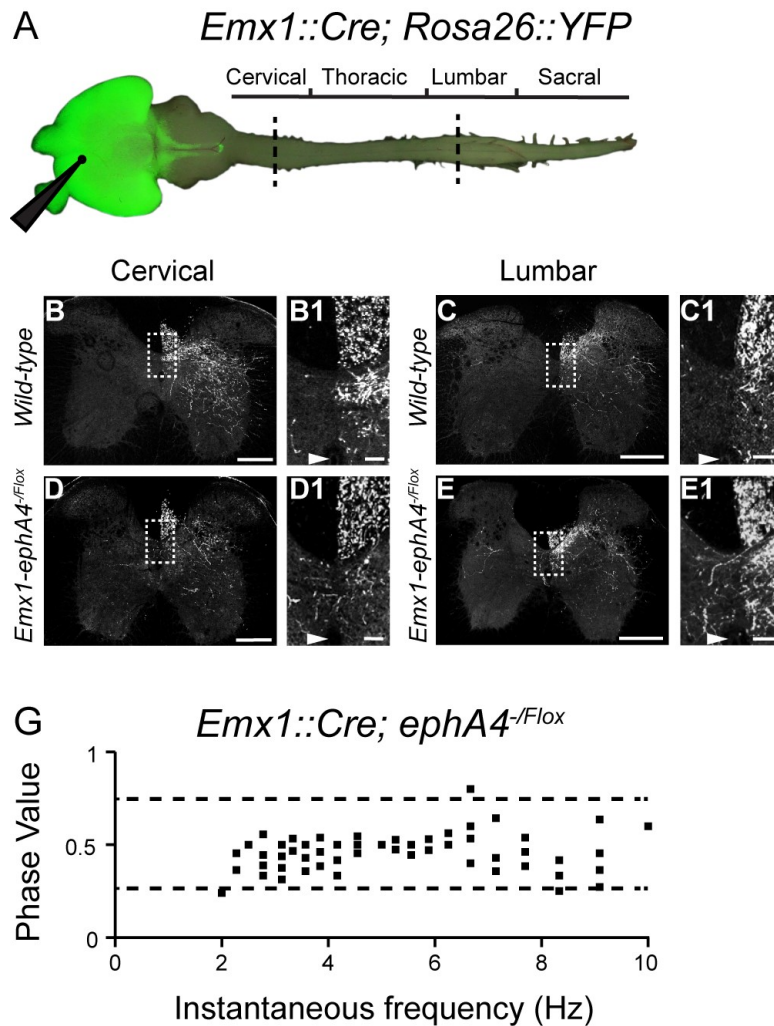 A Emx1::Cre; Rosa26::YFP
Cervical Thoracic Lumbar Sacral
Cervical Lumbar
Wild-type B B1 Wild-type C C1
Emx1-ephA4-/Flox D D1 Emx1-ephA4-/Flox E E1
G Emx1::Cre; ephA4-/Flox
Phase Value
1
0.5
0
0 2 4 6 8 10
Instantaneous frequency (Hz)